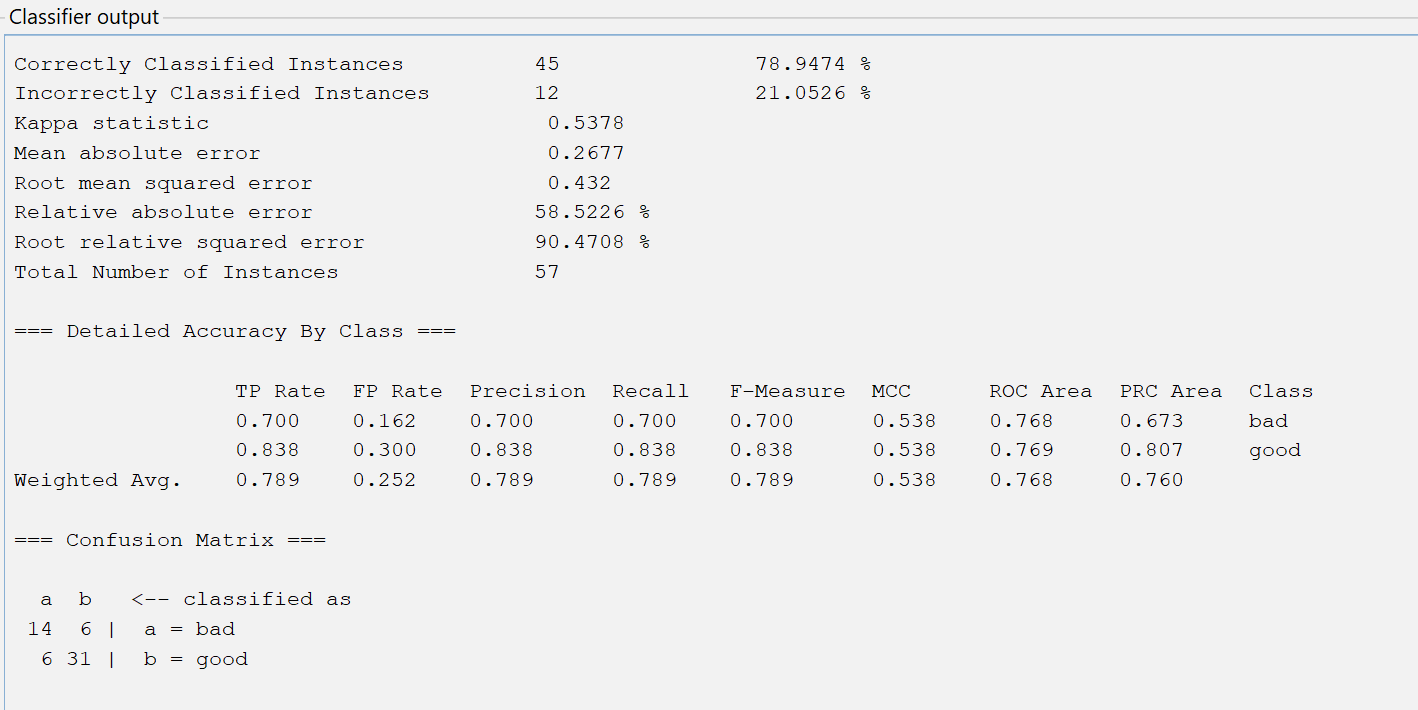 Classifier output
Correctly Classified Instances          45               78.9474 %
Incorrectly Classified Instances        12               21.0526 %
Kappa statistic                          0.5378
Mean absolute error                      0.2677
Root mean squared error                  0.432
Relative absolute error                 58.5226 %
Root relative squared error             90.4708 %
Total Number of Instances               57
=== Detailed Accuracy By Class ===
                 TP Rate  FP Rate  Precision  Recall   F-Measure  MCC      ROC Area  PRC Area  Class
                 0.700    0.162    0.700      0.700    0.700      0.538    0.768     0.673     bad
                 0.838    0.300    0.838      0.838    0.838      0.538    0.769     0.807     good
Weighted Avg.    0.789    0.252    0.789      0.789    0.789      0.538    0.768     0.760
=== Confusion Matrix ===
  a  b   <-- classified as
 14  6 |  a = bad
  6 31 |  b = good